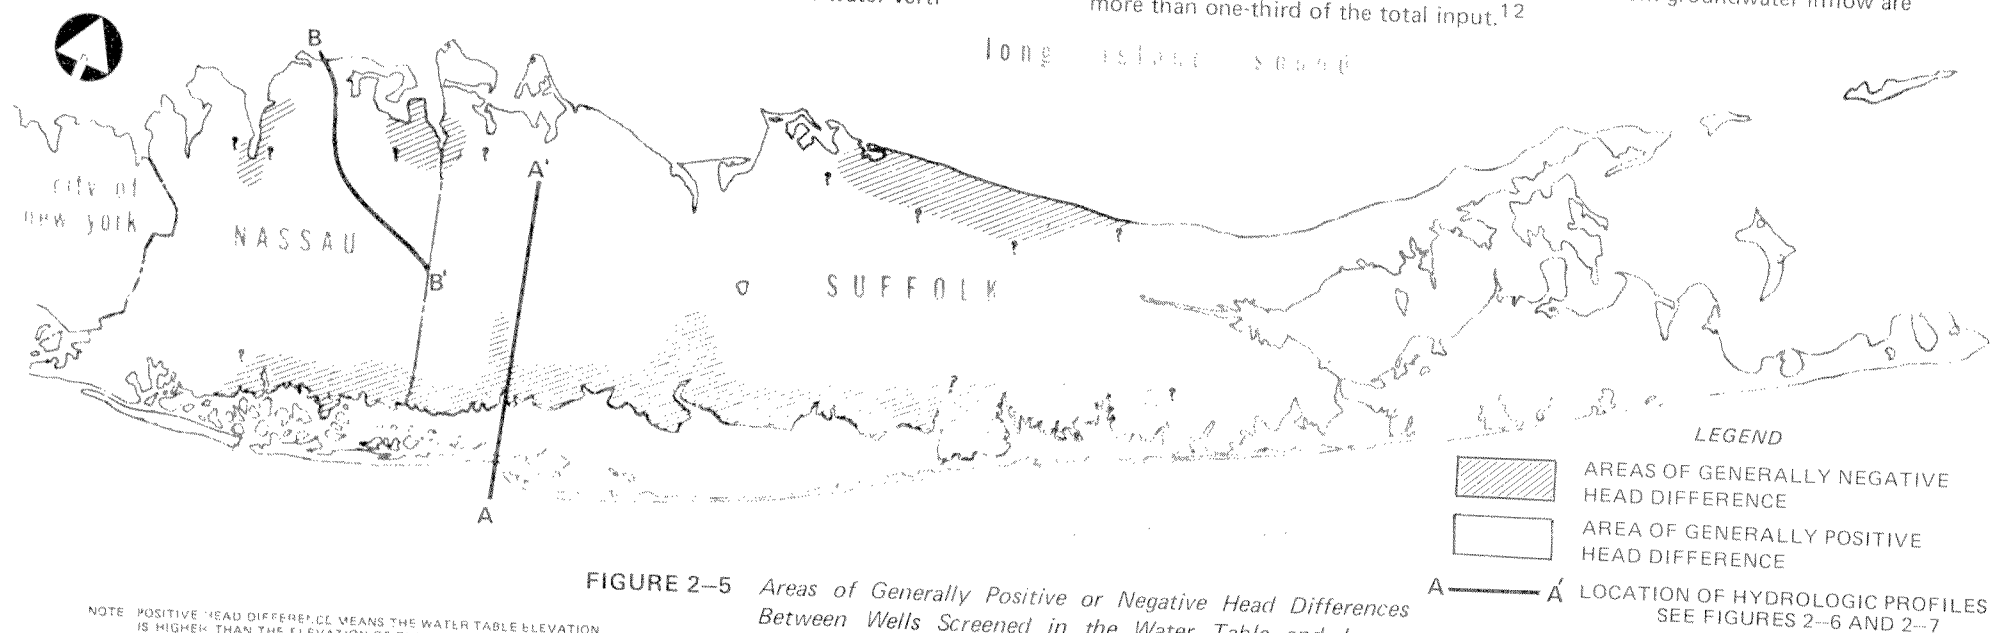 more than one-third of the total input.12
groundwater inflow are
long island sound
B
A'
city of
new york
NASSAU
B'
SUFFOLK
?
?
?
?
?
?
?
?
?
?
?
A
LEGEND
AREAS OF GENERALLY NEGATIVE
HEAD DIFFERENCE
AREA OF GENERALLY POSITIVE
HEAD DIFFERENCE
A A' LOCATION OF HYDROLOGIC PROFILES
SEE FIGURES 2-6 AND 2-7
FIGURE 2-5 Areas of Generally Positive or Negative Head Differences
Between Wells Screened in the Water Table and
NOTE POSITIVE HEAD DIFFERENCE MEANS THE WATER TABLE ELEVATION
IS HIGHER THAN THE ELEVATION OF